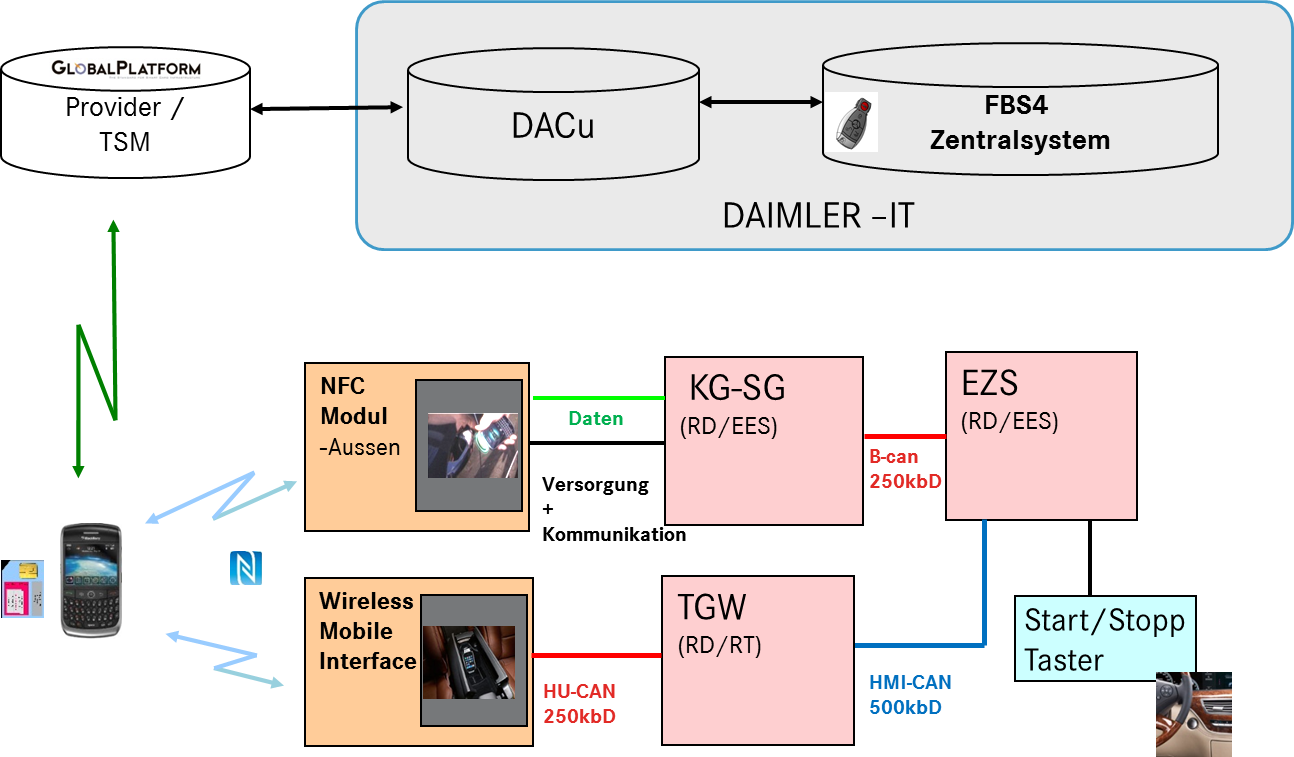 GLOBALPLATFORM
Provider /
TSM
DACu
FBS4
Zentralsystem
DAIMLER –IT
NFC
Modul
-Aussen
Daten
Versorgung
+
Kommunikation
KG-SG
(RD/EES)
B-can
250kbD
EZS
(RD/EES)
Wireless
Mobile
Interface
HU-CAN
250kbD
TGW
(RD/RT)
HMI-CAN
500kbD
Start/Stopp
Taster